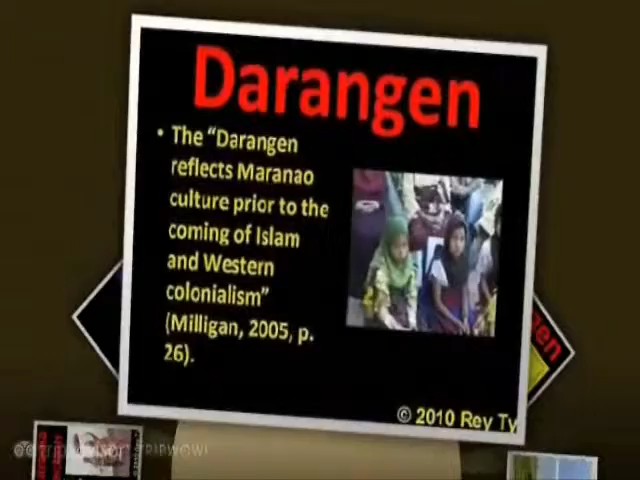 Darangen
• The “Darangen
reflects Maranao
culture prior to the
coming of Islam
and Western
colonialism”
(Milligan, 2005, p.
26).
© 2010 Rey Ty